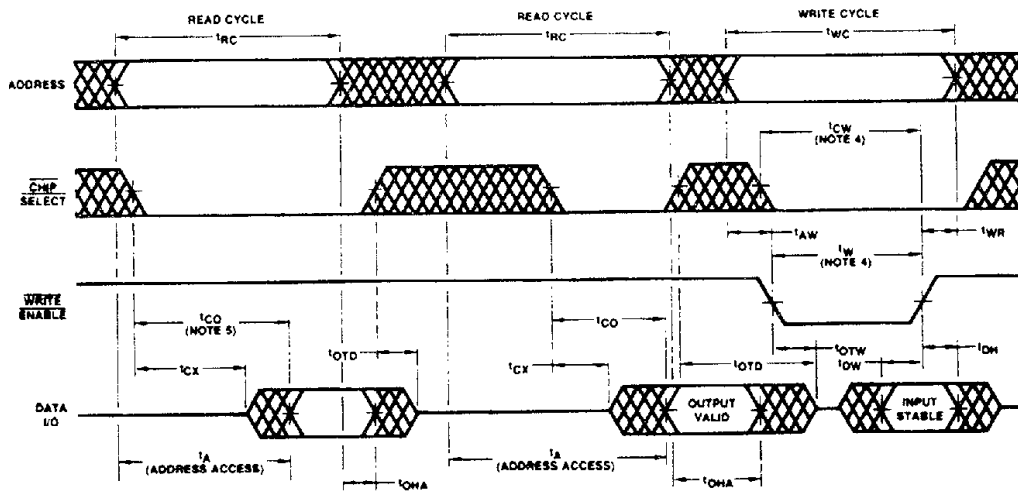 READ CYCLE
tRC
READ CYCLE
tRC
WRITE CYCLE
tWC
ADDRESS
tCW
(NOTE 4)
CHIP
SELECT
tAW
tWR
tW
(NOTE 4)
WRITE
ENABLE
tCO
(NOTE 5)
tCO
tOTD
tOTW
tDH
tCX
tCX
tOTD
tDW
DATA
I/O
OUTPUT
VALID
INPUT
STABLE
tA
(ADDRESS ACCESS)
tOHA
tA
(ADDRESS ACCESS)
tOHA